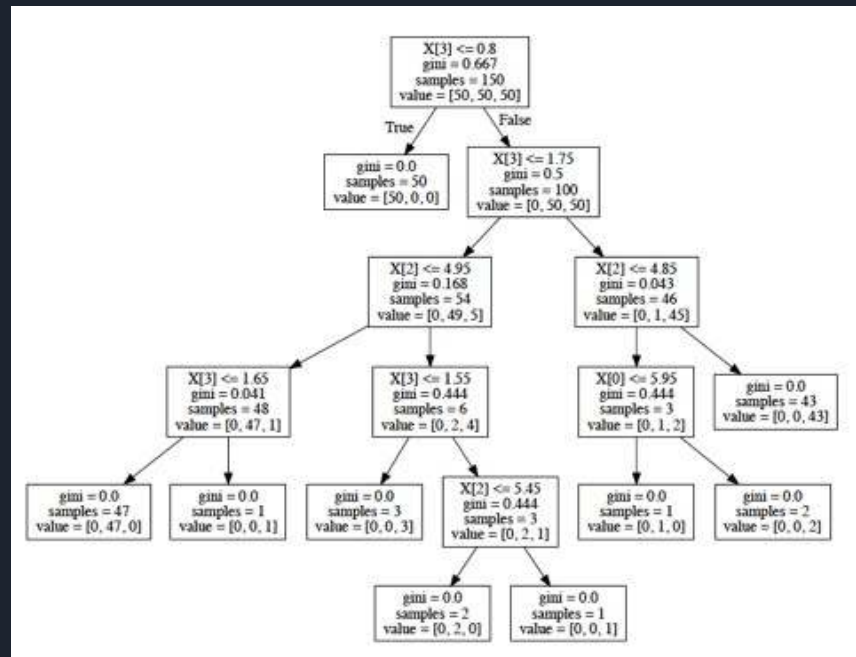 X[3] <= 0.8
gini = 0.667
samples = 150
value = [50, 50, 50]
True
False
gini = 0.0
samples = 50
value = [50, 0, 0]
X[3] <= 1.75
gini = 0.5
samples = 100
value = [0, 50, 50]
X[2] <= 4.95
gini = 0.168
samples = 54
value = [0, 49, 5]
X[2] <= 4.85
gini = 0.043
samples = 46
value = [0, 1, 45]
X[3] <= 1.65
gini = 0.041
samples = 48
value = [0, 47, 1]
X[3] <= 1.55
gini = 0.444
samples = 6
value = [0, 2, 4]
X[0] <= 5.95
gini = 0.444
samples = 3
value = [0, 1, 2]
gini = 0.0
samples = 43
value = [0, 0, 43]
gini = 0.0
samples = 47
value = [0, 47, 0]
gini = 0.0
samples = 1
value = [0, 0, 1]
gini = 0.0
samples = 3
value = [0, 0, 3]
X[2] <= 5.45
gini = 0.444
samples = 3
value = [0, 2, 1]
gini = 0.0
samples = 1
value = [0, 1, 0]
gini = 0.0
samples = 2
value = [0, 0, 2]
gini = 0.0
samples = 2
value = [0, 2, 0]
gini = 0.0
samples = 1
value = [0, 0, 1]